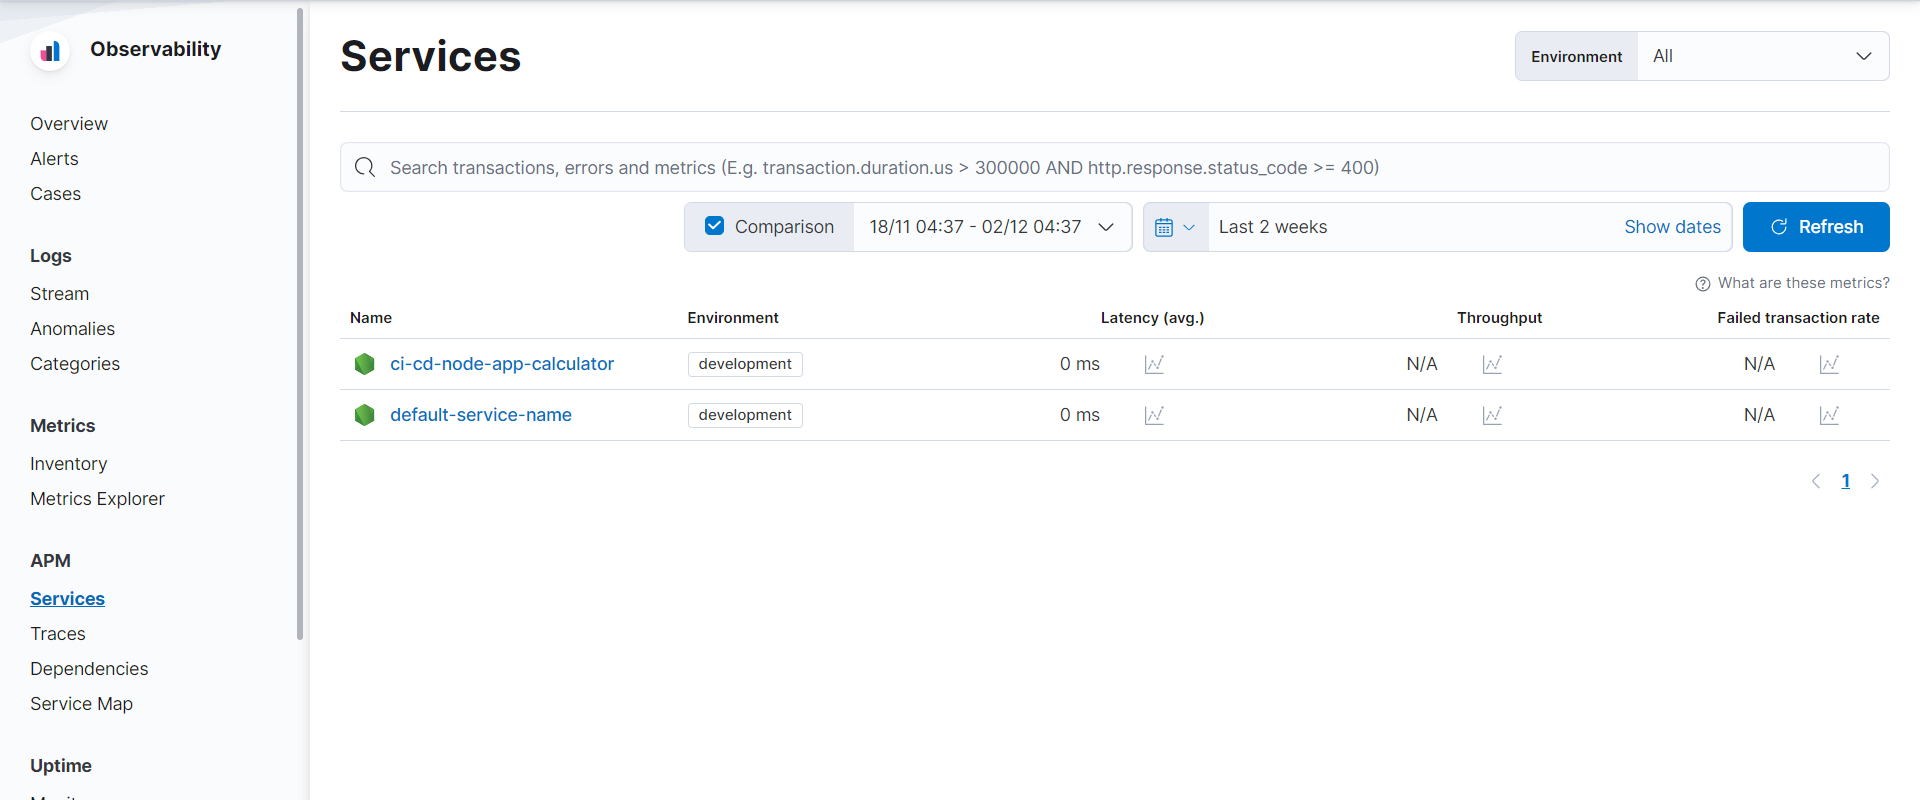 Observability
Overview
Alerts
Cases
Logs
Stream
Anomalies
Categories
Metrics
Inventory
Metrics Explorer
APM
Services
Traces
Dependencies
Service Map
Uptime
Services
Environment All
Search transactions, errors and metrics (E.g. transaction.duration.us > 300000 AND http.response.status_code >= 400)
Comparison 18/11 04:37 - 02/12 04:37 Last 2 weeks Show dates Refresh
What are these metrics?
Name Environment Latency (avg.) Throughput Failed transaction rate
ci-cd-node-app-calculator development 0 ms N/A N/A
default-service-name development 0 ms N/A N/A
1